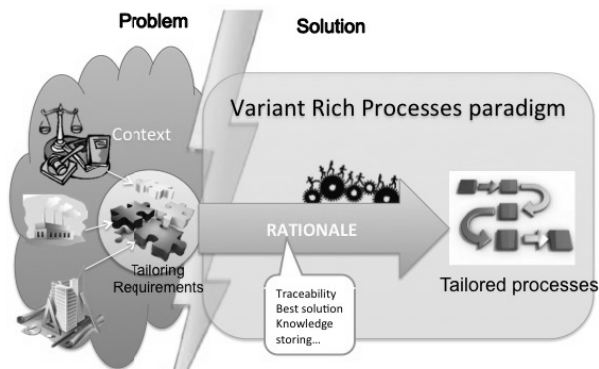 Problem
Solution
Variant Rich Processes paradigm
Context
RATIONALE
Tailoring
Requirements
Traceability
Best solution
Knowledge
storing...
Tailored processes